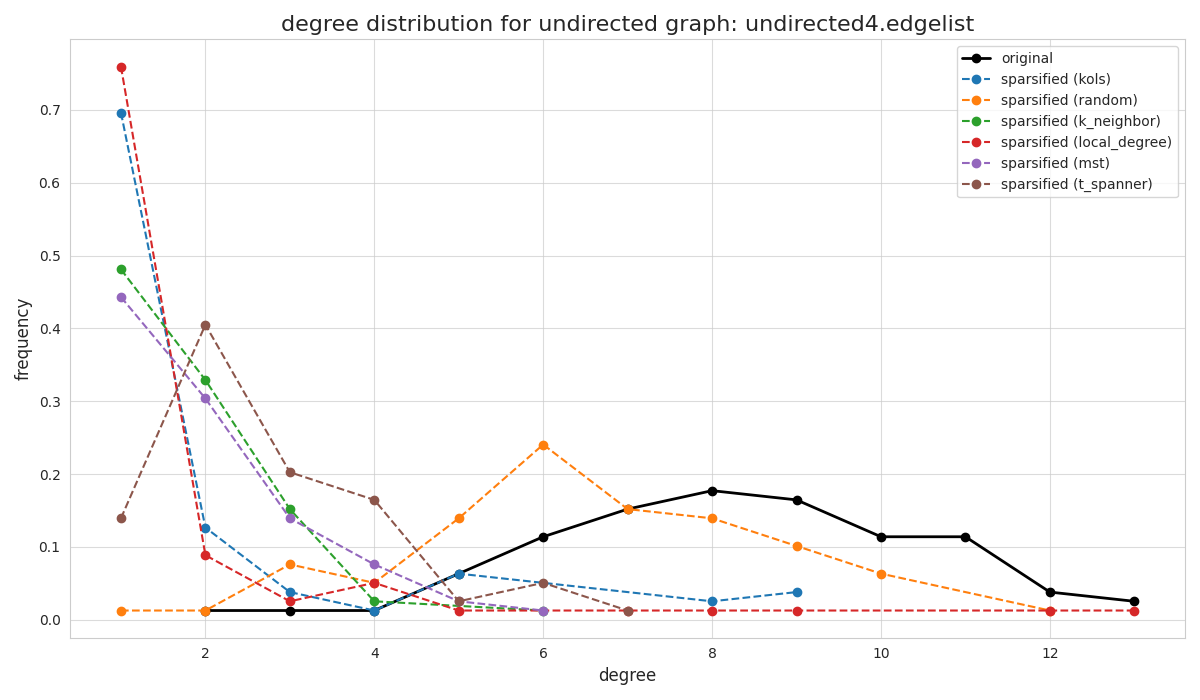 degree distribution for undirected graph: undirected4.edgelist
original
sparsified (kols)
sparsified (random)
sparsified (k_neighbor)
sparsified (local_degree)
sparsified (mst)
sparsified (t_spanner)
frequency
0.7
0.6
0.5
0.4
0.3
0.2
0.1
0.0
2 4 6 8 10 12
degree